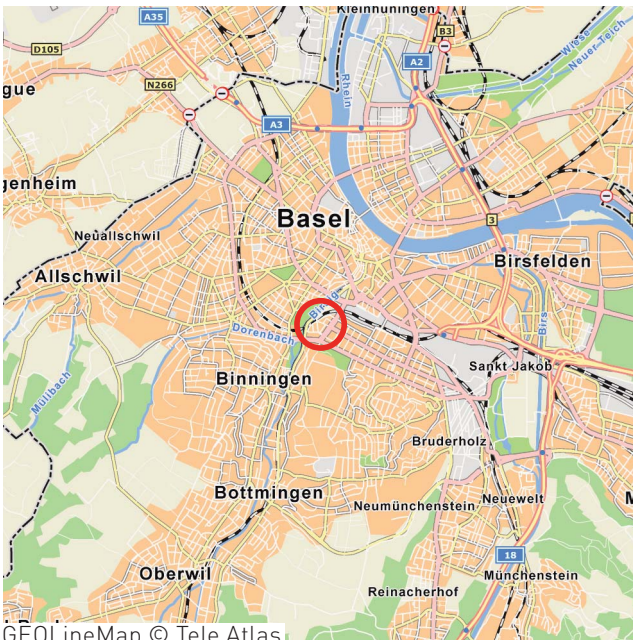 Kleinhüningen
A35
B3
D105
A2
Wiese
Neuer Teich
Rhein
N266
A3
gue
genheim
Basel
3
Neuallschwil
Birsfelden
Allschwil
Birsig
Dorenbach
Birs
Sankt Jakob
Binningen
Müllbach
Bruderholz
Bottmingen
Neumünchenstein
Neuewelt
M
18
Oberwil
Münchenstein
Reinacherhof
GEOLineMap © Tele Atlas